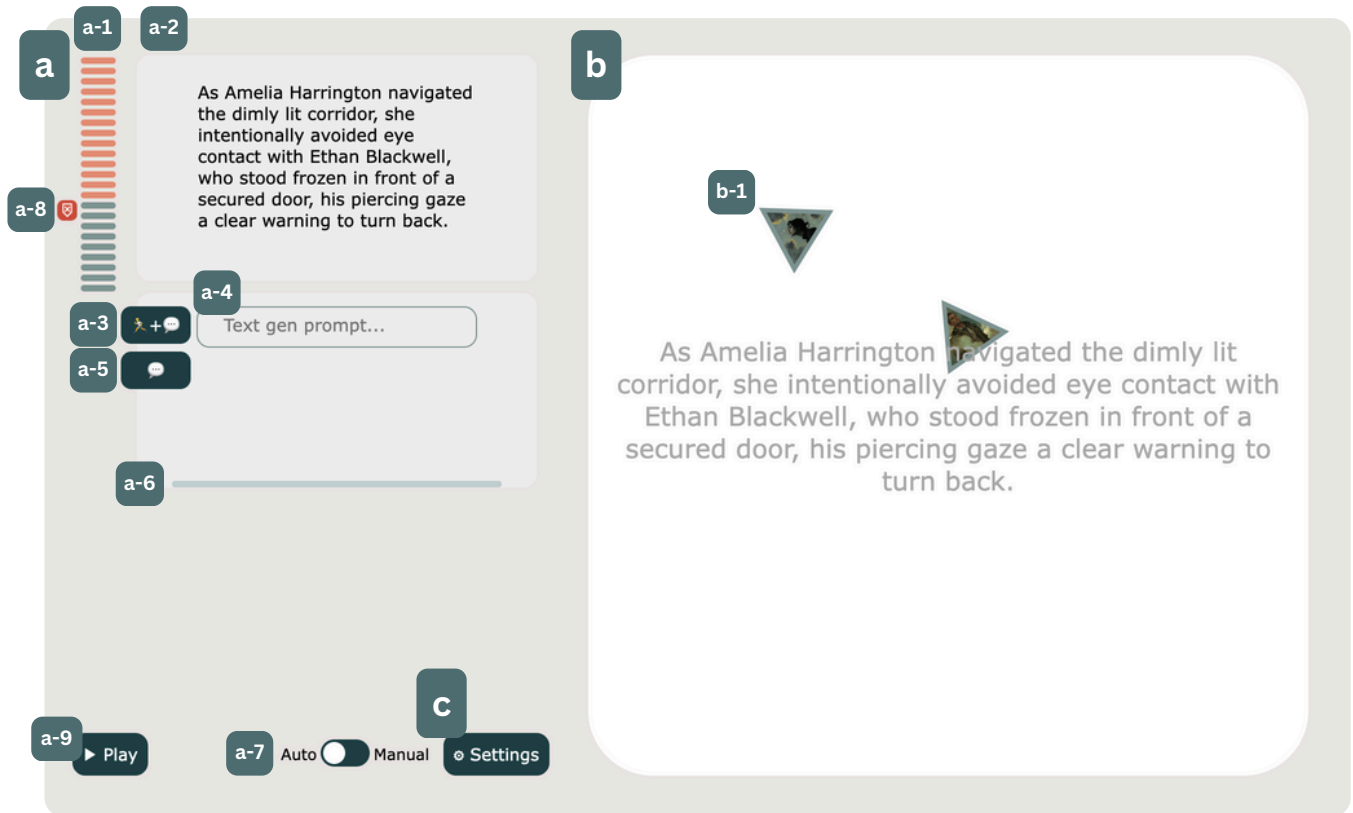 a-1
a-2
a
b
As Amelia Harrington navigated
the dimly lit corridor, she
intentionally avoided eye
contact with Ethan Blackwell,
who stood frozen in front of a
secured door, his piercing gaze
a clear warning to turn back.
a-8
b-1
a-4
a-3
+
Text gen prompt...
a-5
a-6
As Amelia Harrington navigated the dimly lit
corridor, she intentionally avoided eye contact with
Ethan Blackwell, who stood frozen in front of a
secured door, his piercing gaze a clear warning to
turn back.
c
a-9
Play
a-7
Auto
Manual
Settings